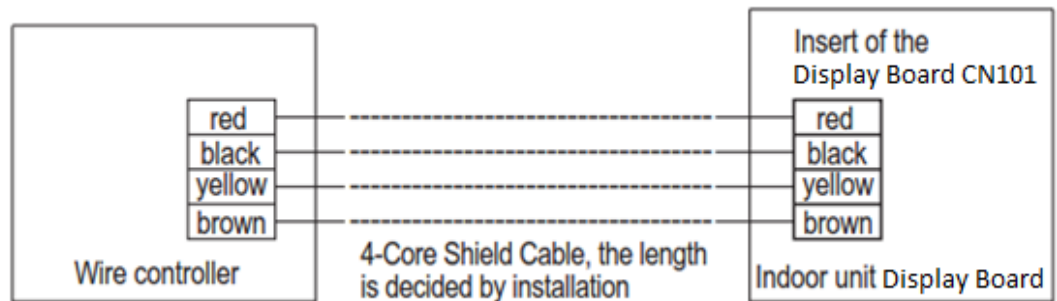 Insert of the
Display Board CN101
red
black
yellow
brown
red
black
yellow
brown
Wire controller
4-Core Shield Cable, the length
is decided by installation
Indoor unit Display Board